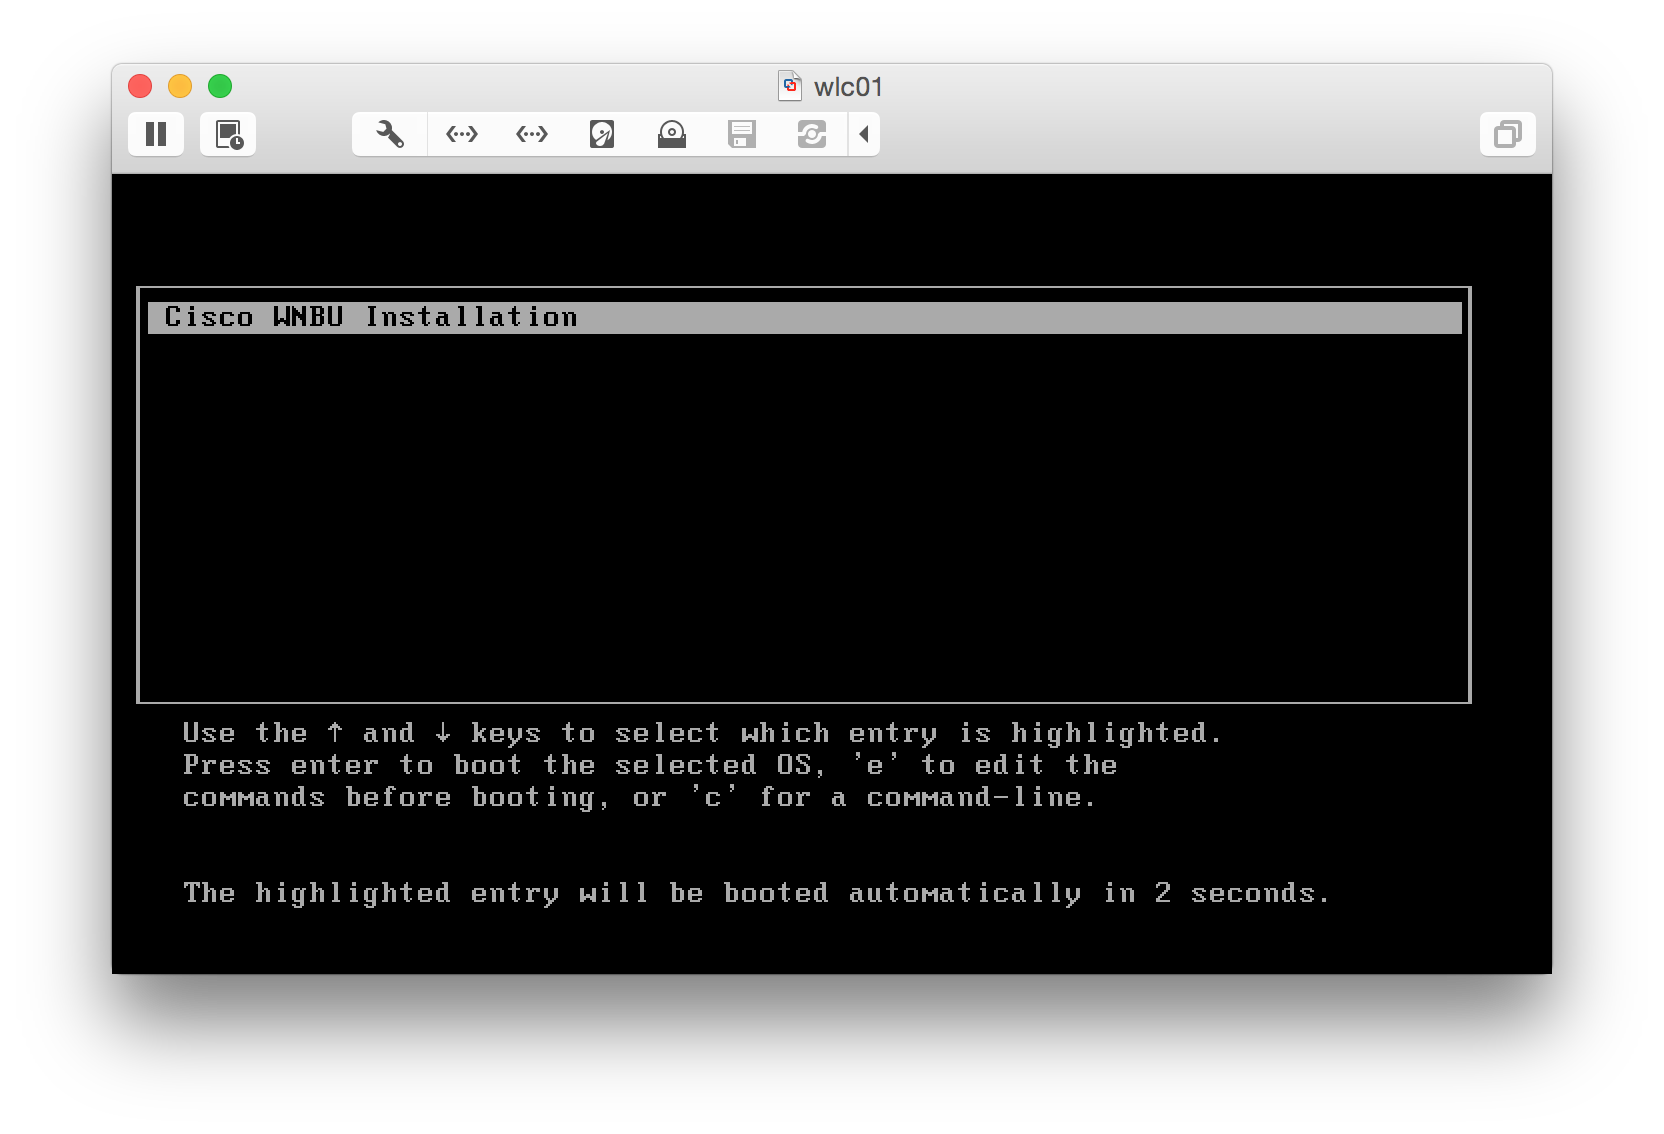 wlc01
Cisco WNBU Installation
Use the ↑ and ↓ keys to select which entry is highlighted.
Press enter to boot the selected OS, 'e' to edit the
commands before booting, or 'c' for a command-line.
The highlighted entry will be booted automatically in 2 seconds.